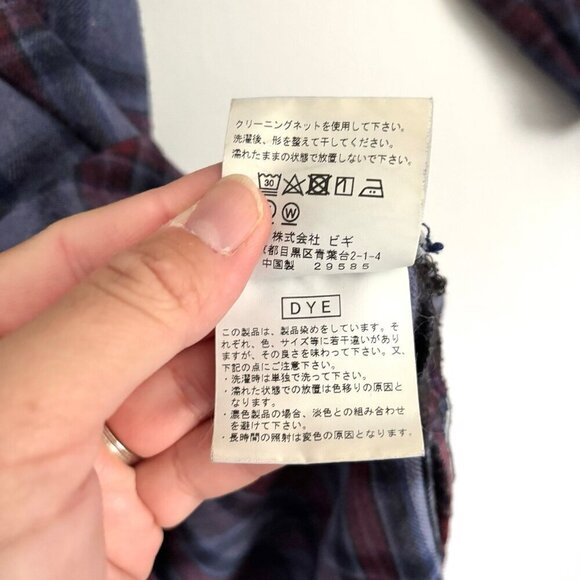 クリーニングネットを使用して下さい。
洗濯後、形を整えて干してください。
濡れたままの状態で放置しないで下さい。
30
W
株式会社 ビギ
都目黒区青葉台2-1-4
中国製 29585
DYE
この製品は、製品染めをしています。そ
れぞれ、色、サイズ等に若干違いがあり
ますが、その良さを味わって下さい。又、
下記の点にご注意下さい。
・洗濯時は単独で洗って下さい。
・濡れた状態での放置は色移りの原因と
なります。
・濃色製品の場合、淡色との組み合わせ
を避けて下さい。
・長時間の照射は変色の原因となります。